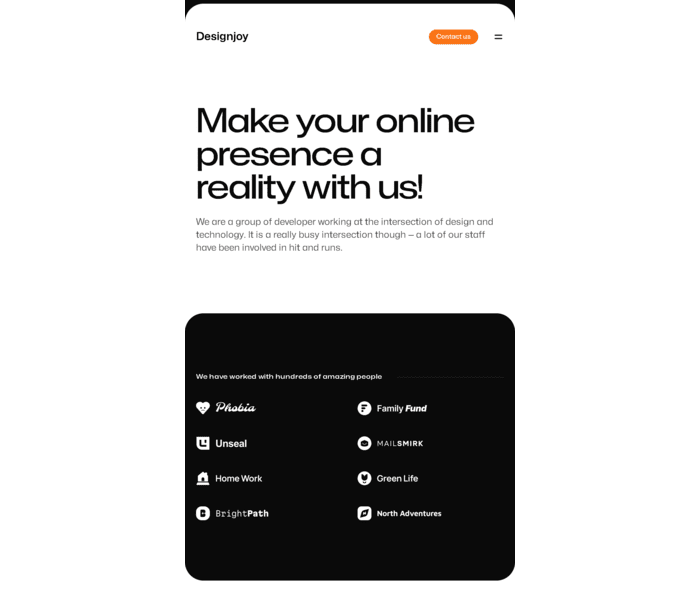 Designjoy
Contact us
Make your online
presence a
reality with us!
We are a group of developer working at the intersection of design and
technology. It is a really busy intersection though — a lot of our staff
have been involved in hit and runs.
We have worked with hundreds of amazing people
Phobia
Family Fund
Unseal
MAILSMIRK
Home Work
Green Life
BrightPath
North Adventures